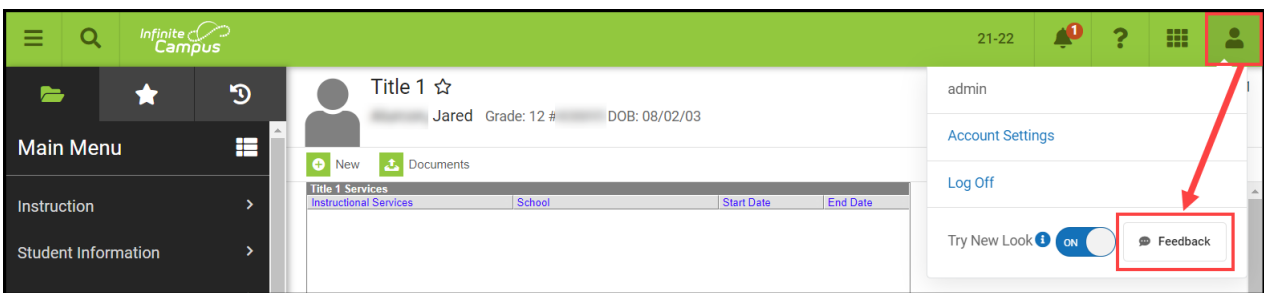 Infinite
Campus
21-22
1
?
Title 1
Jared Grade: 12 # DOB: 08/02/03
admin
Account Settings
Log Off
Try New Look i ON Feedback
Main Menu
New Documents
Title 1 Services
Instructional Services School Start Date End Date
Instruction
Student Information